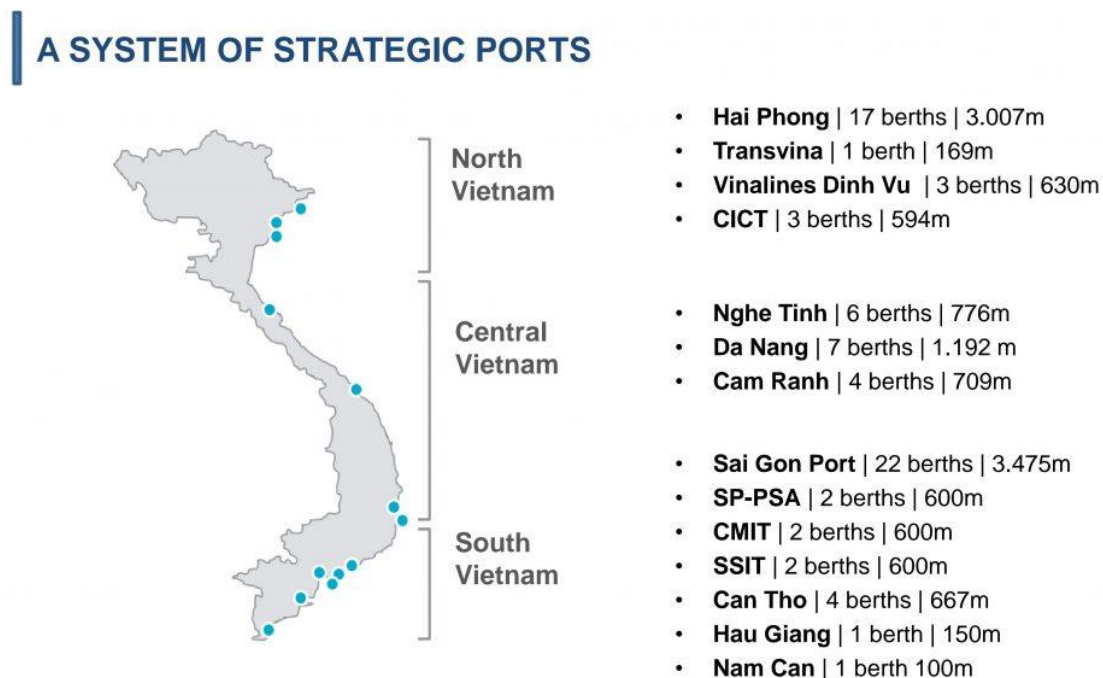 A SYSTEM OF STRATEGIC PORTS
North
Vietnam
• Hai Phong | 17 berths | 3.007m
• Transvina | 1 berth | 169m
• Vinalines Dinh Vu | 3 berths | 630m
• CICT | 3 berths | 594m
Central
Vietnam
• Nghe Tinh | 6 berths | 776m
• Da Nang | 7 berths | 1.192 m
• Cam Ranh | 4 berths | 709m
South
Vietnam
• Sai Gon Port | 22 berths | 3.475m
• SP-PSA | 2 berths | 600m
• CMIT | 2 berths | 600m
• SSIT | 2 berths | 600m
• Can Tho | 4 berths | 667m
• Hau Giang | 1 berth | 150m
• Nam Can | 1 berth 100m